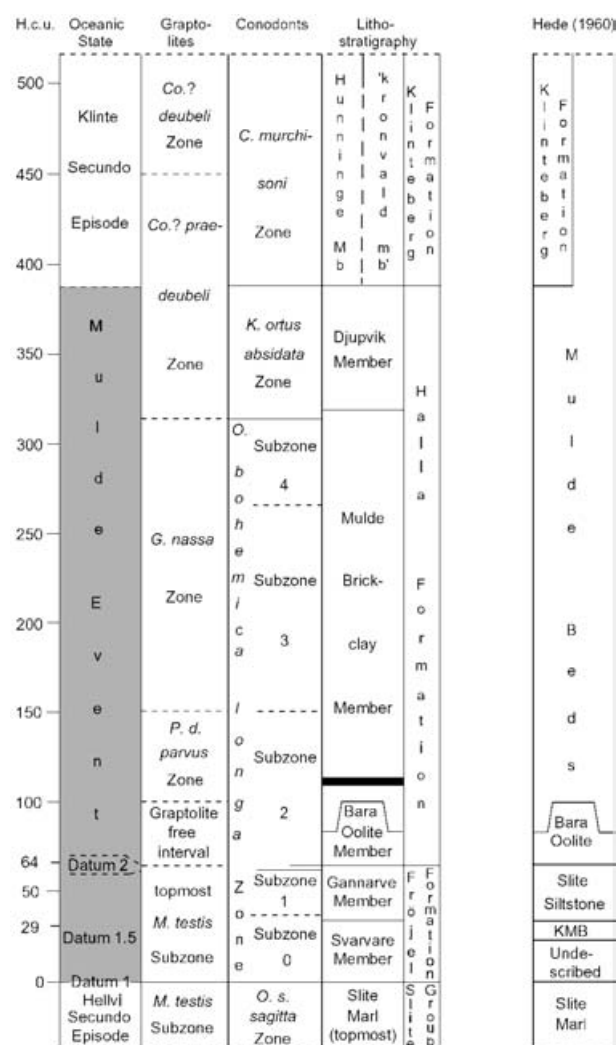 H.c.u.
Oceanic
State
Grapto-
lites
Conodonts
Litho-
stratigraphy
Hede (1960)
500
450
400
350
300
250
200
150
100
64
50
29
0
Klinte
Secundo
Episode
Mulde Event
Datum 2
Datum 1.5
Datum 1
Hellvi
Secundo
Episode
Co.?
deubeli
Zone
Co.? prae-
deubeli
Zone
G. nassa
Zone
P. d.
parvus
Zone
Graptolite
free
interval
topmost
M. testis
Subzone
M. testis
Subzone
C. murchi-
soni
Zone
K. ortus
absidata
Zone
O. bohemica longa Zone
Subzone
4
Subzone
3
Subzone
2
Subzone
1
Subzone
0
O. s.
sagitta
Zone
Hunninge Mb
'kronvald mb'
Klinteberg
Formation
Djupvik
Member
Mulde
Brick-
clay
Member
Bara
Oolite
Member
Gannarve
Member
Svarvare
Member
Slite
Marl
(topmost)
Halla Formation
Fröjel
Formation
Slite
Group
Klinteberg
Formation
Mulde Beds
Bara
Oolite
Slite
Siltstone
KMB
Unde-
scribed
Slite
Marl